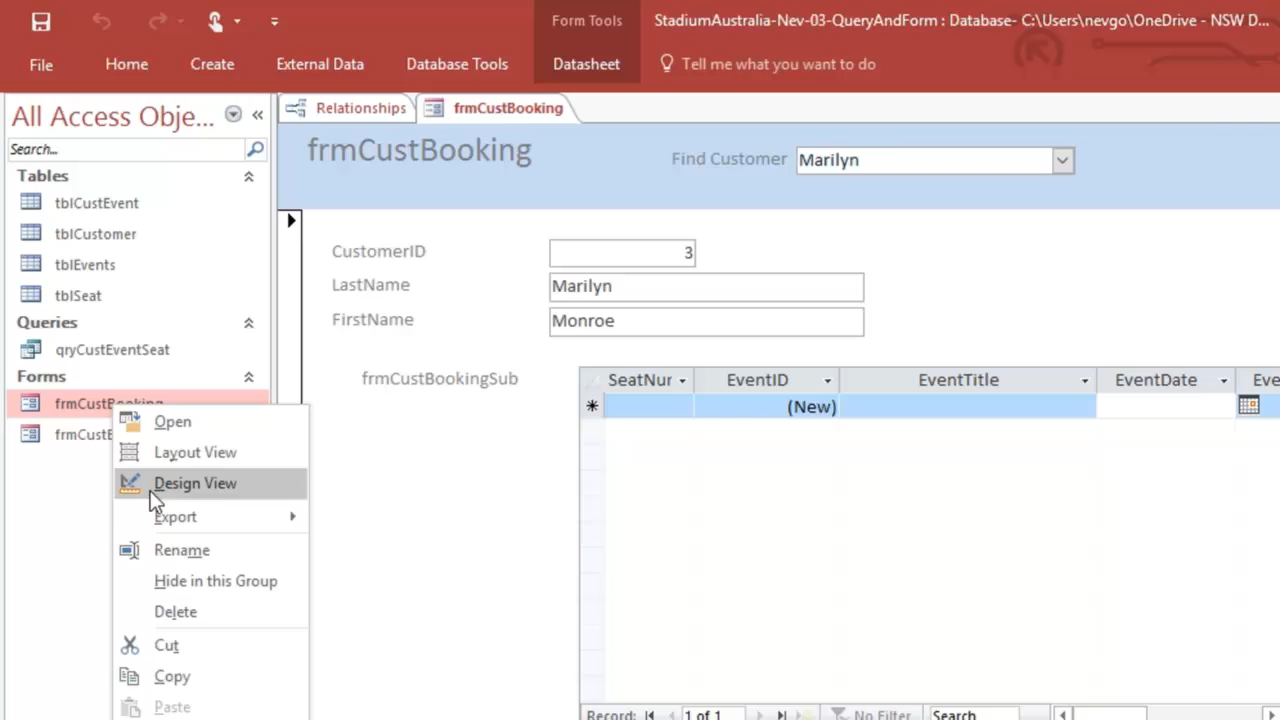 Form Tools
StadiumAustralia-Nev-03-QueryAndForm : Database- C:\Users\nevgo\OneDrive - NSW D...
File Home Create External Data Database Tools Datasheet Tell me what you want to do
All Access Obje...
Relationships
frmCustBooking
Search...
frmCustBooking
Find Customer Marilyn
Tables
tblCustEvent
tblCustomer
tblEvents
tblSeat
Queries
qryCustEventSeat
Forms
frmCustBooking
frmCustB
CustomerID 3
LastName Marilyn
FirstName Monroe
frmCustBookingSub
SeatNur EventID EventTitle EventDate Eve
(New)
Open
Layout View
Design View
Export
Rename
Hide in this Group
Delete
Cut
Copy
Paste
Record: 1 of 1 No Filter Search